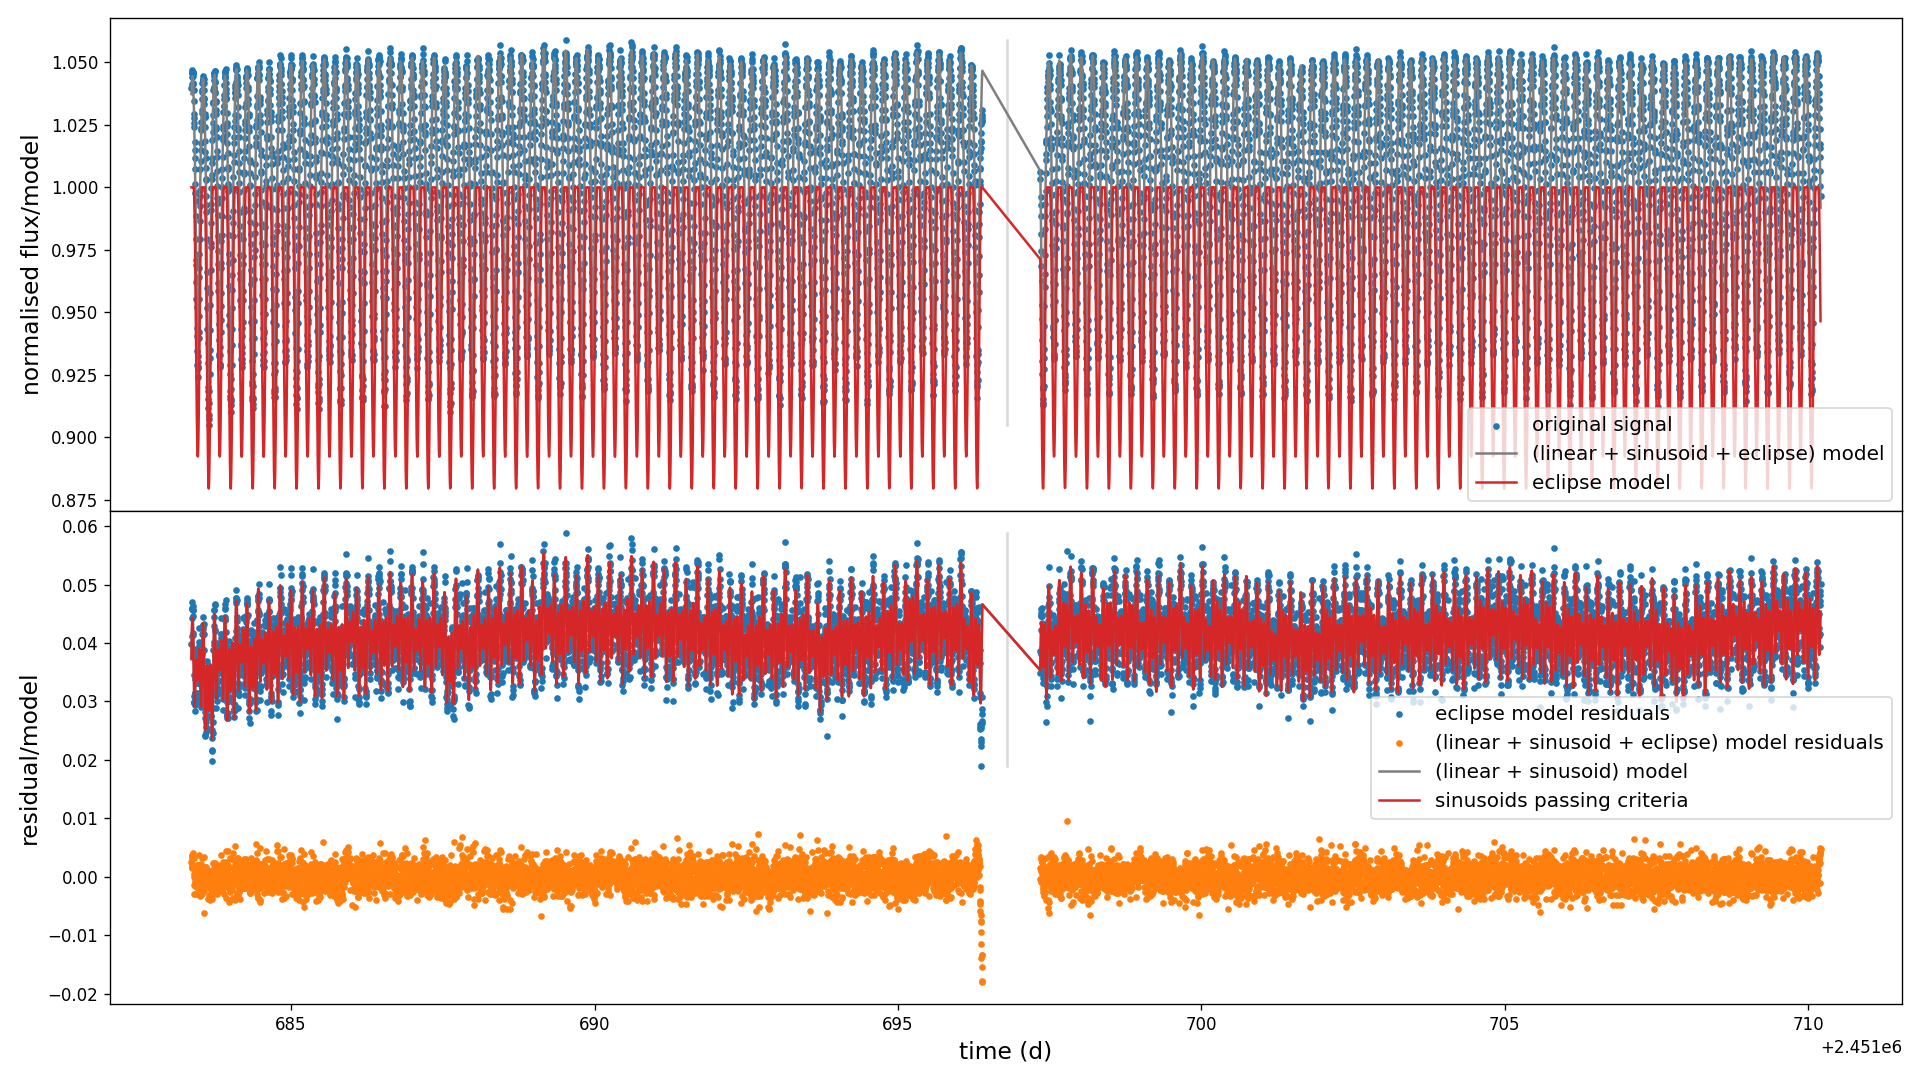 normalised flux/model
1.050
1.025
1.000
0.975
0.950
0.925
0.900
0.875
original signal
(linear + sinusoid + eclipse) model
eclipse model
residual/model
0.06
0.05
0.04
0.03
0.02
0.01
0.00
−0.01
−0.02
eclipse model residuals
(linear + sinusoid + eclipse) model residuals
(linear + sinusoid) model
sinusoids passing criteria
685
690
695
700
705
710
time (d)
+2.451e6